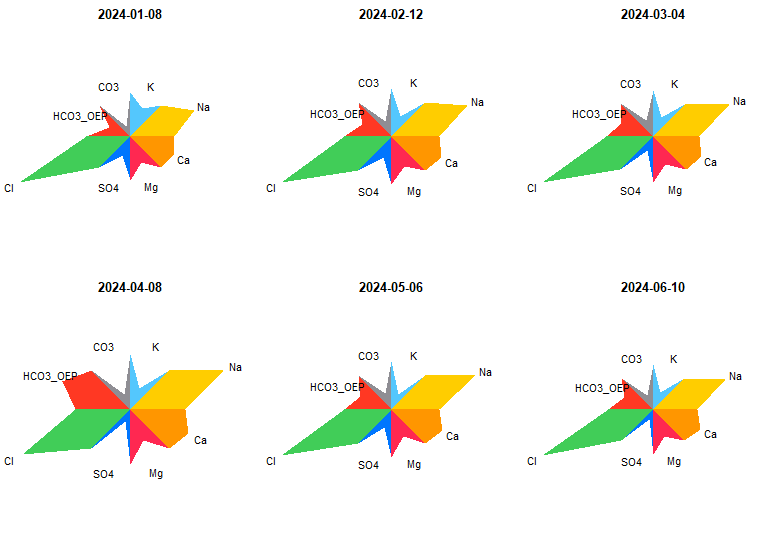 2024-01-08
2024-02-12
2024-03-04
CO3
K
Na
HCO3_OEP
Ca
Cl
SO4
Mg
CO3
K
Na
HCO3_OEP
Ca
Cl
SO4
Mg
CO3
K
Na
HCO3_OEP
Ca
Cl
SO4
Mg
2024-04-08
2024-05-06
2024-06-10
CO3
K
Na
HCO3_OEP
Ca
Cl
SO4
Mg
CO3
K
Na
HCO3_OEP
Ca
Cl
SO4
Mg
CO3
K
Na
HCO3_OEP
Ca
Cl
SO4
Mg